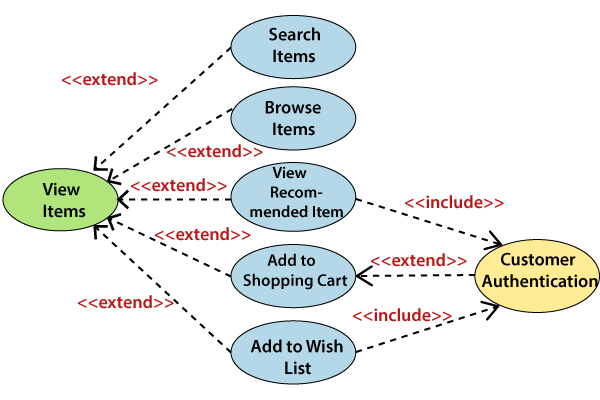 Search
Items
<<extend>>
Browse
Items
<<extend>>
View
Recom-
mended Item
<<extend>>
View
Items
<<include>>
<<extend>>
Add to
Shopping Cart
<<extend>>
Customer
Authentication
<<extend>>
<<include>>
Add to Wish
List